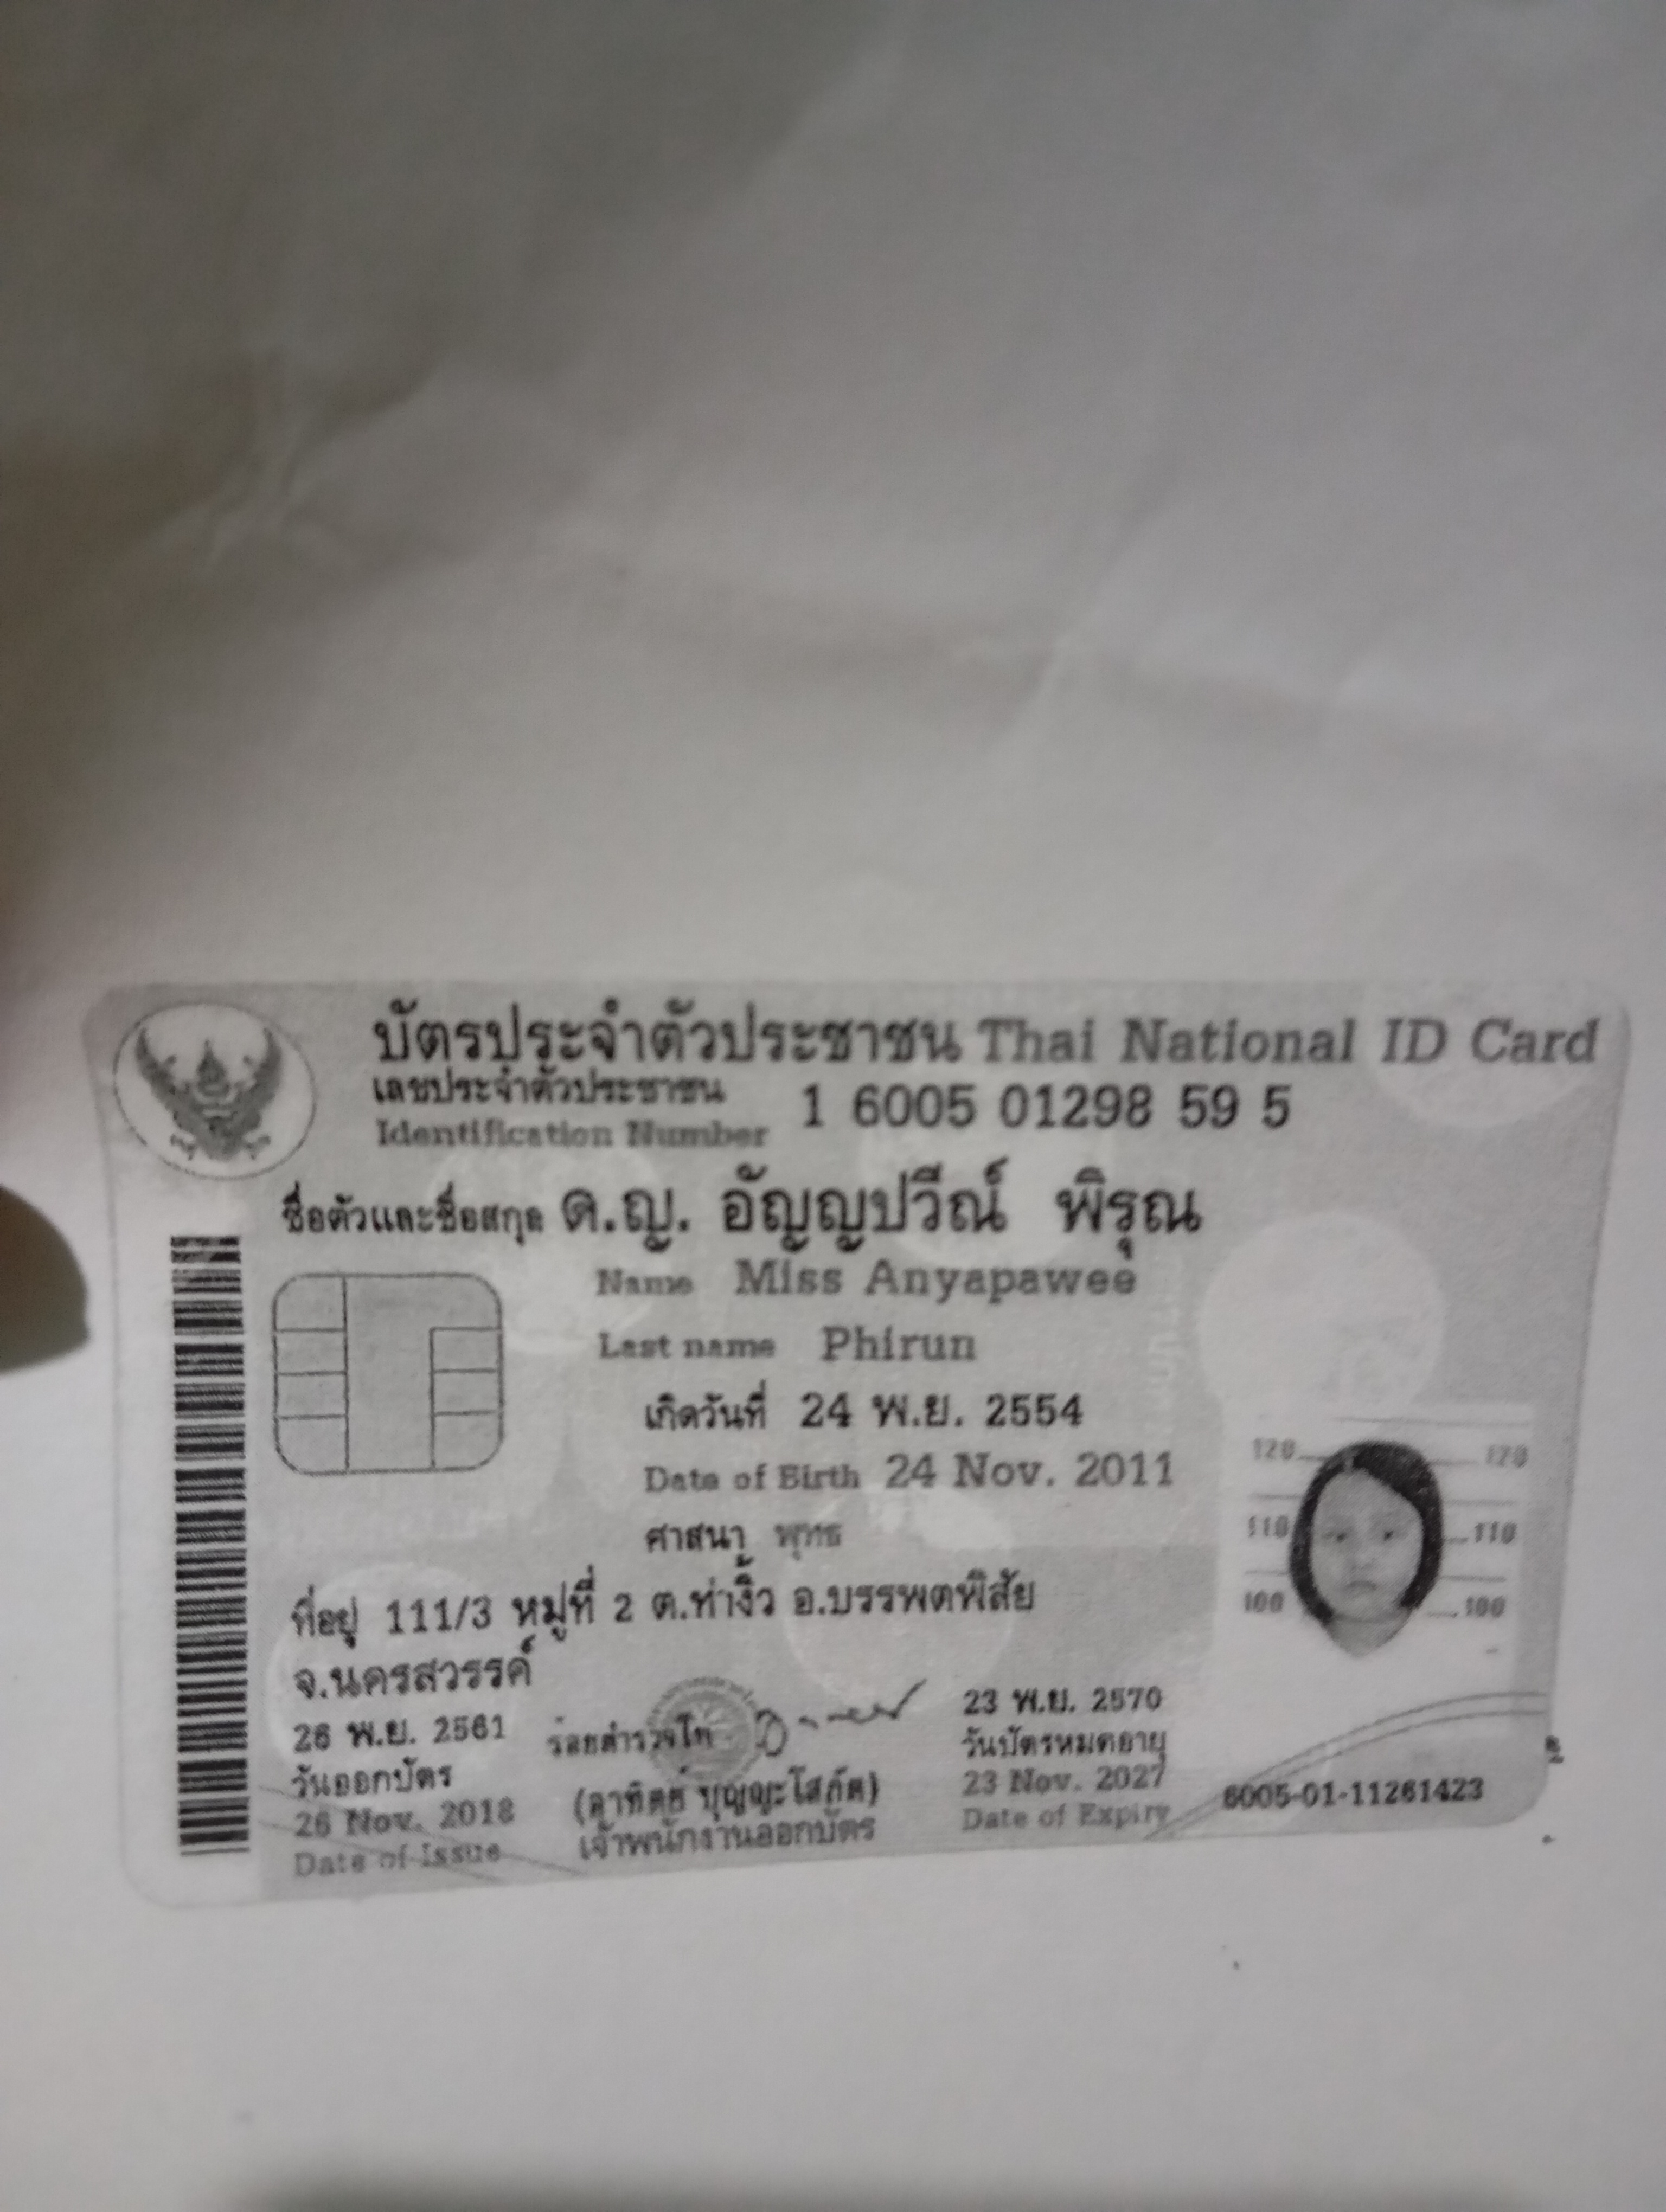 บัตรประจำตัวประชาชน Thai National ID Card
เลขประจำตัวประชาชน
Identification Number 1 6005 01298 59 5
ชื่อตัวและชื่อสกุล ด.ญ. อัญญปวีณ์ พิรุณ
Name Miss Anyapawee
Last name Phirun
เกิดวันที่ 24 พ.ย. 2554
Date of Birth 24 Nov. 2011
ศาสนา พุทธ
ที่อยู่ 111/3 หมู่ที่ 2 ต.ท่างิ้ว อ.บรรพตพิสัย
จ.นครสวรรค์
120 120
110 110
100 100
26 พ.ย. 2561
วันออกบัตร
26 Nov. 2018
Date of Issue
ร้อยตำรวจโท
เจ้าพนักงานออกบัตร
23 พ.ย. 2570
วันบัตรหมดอายุ
23 Nov. 2027
Date of Expiry
6005-01-11261423